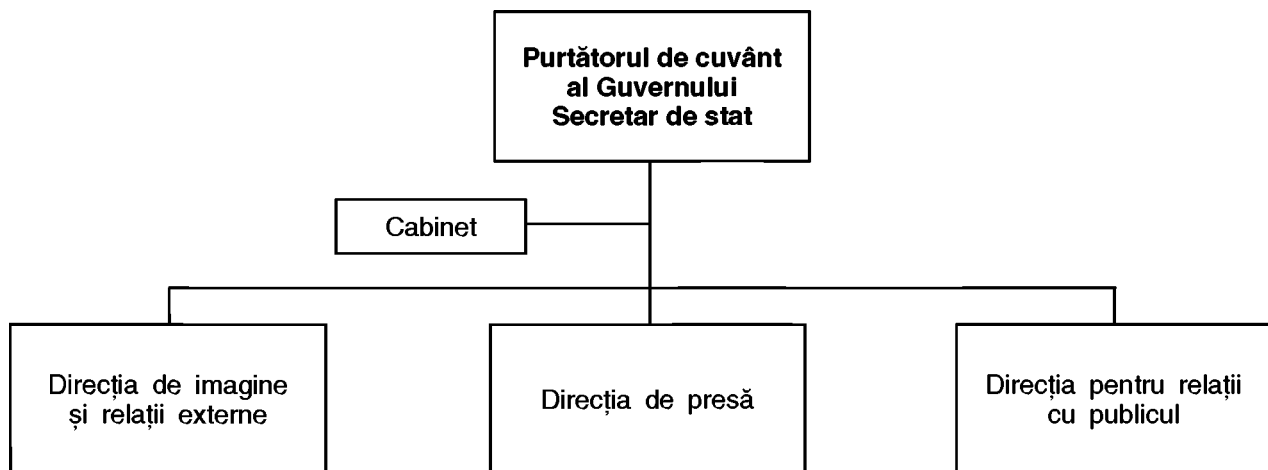 Purtătorul de cuvânt
al Guvernului
Secretar de stat
Cabinet
Direcția de imagine
și relații externe
Direcția de presă
Direcția pentru relații
cu publicul